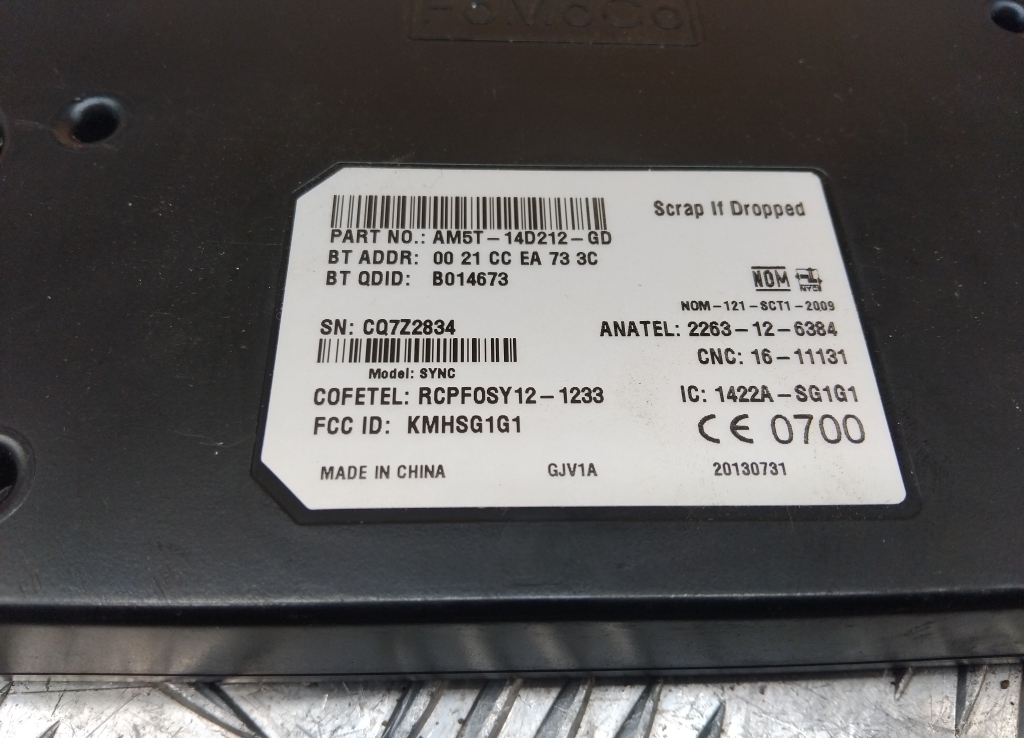 FoMoCo
Scrap If Dropped
PART NO.: AM5T-14D212-GD
BT ADDR: 00 21 CC EA 73 3C
BT QDID: B014673
NOM NYCE
NOM-121-SCT1-2009
SN: CQ7Z2834
ANATEL: 2263-12-6384
Model: SYNC
CNC: 16-11131
COFETEL: RCPFOSY12-1233
IC: 1422A-SG1G1
FCC ID: KMHSG1G1
CE 0700
MADE IN CHINA GJV1A 20130731